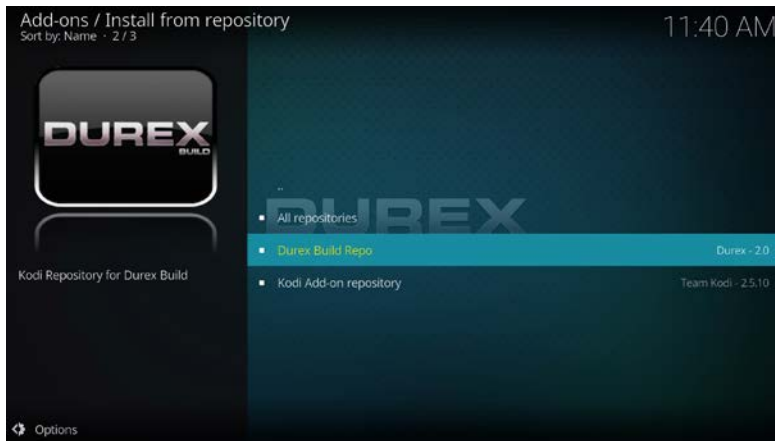 Add-ons / Install from repository
Sort by: Name · 2 / 3
11:40 AM
DUREX
BUILD
DUREX
..
All repositories
Durex Build Repo
Durex - 2.0
Kodi Add-on repository
Team Kodi - 2.5.10
Kodi Repository for Durex Build
Options